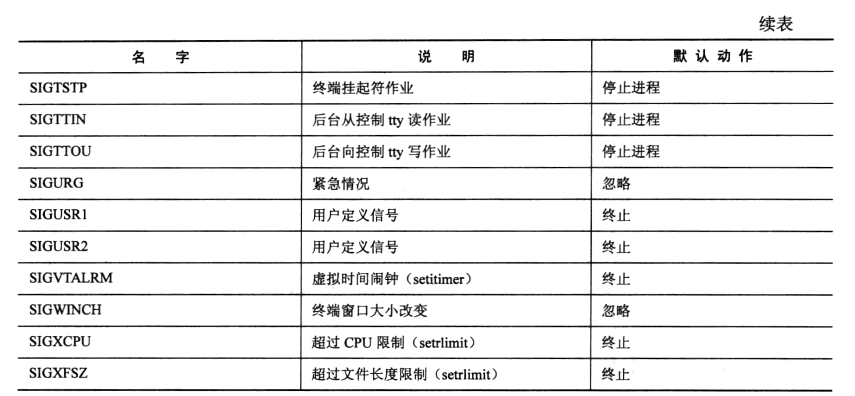 续表
名 字 说 明 默 认 动 作
SIGTSTP 终端挂起符作业 停止进程
SIGTTIN 后台从控制 tty 读作业 停止进程
SIGTTOU 后台向控制 tty 写作业 停止进程
SIGURG 紧急情况 忽略
SIGUSR1 用户定义信号 终止
SIGUSR2 用户定义信号 终止
SIGVTALRM 虚拟时间闹钟（setitimer） 终止
SIGWINCH 终端窗口大小改变 忽略
SIGXCPU 超过 CPU 限制（setrlimit） 终止
SIGXFSZ 超过文件长度限制（setrlimit） 终止